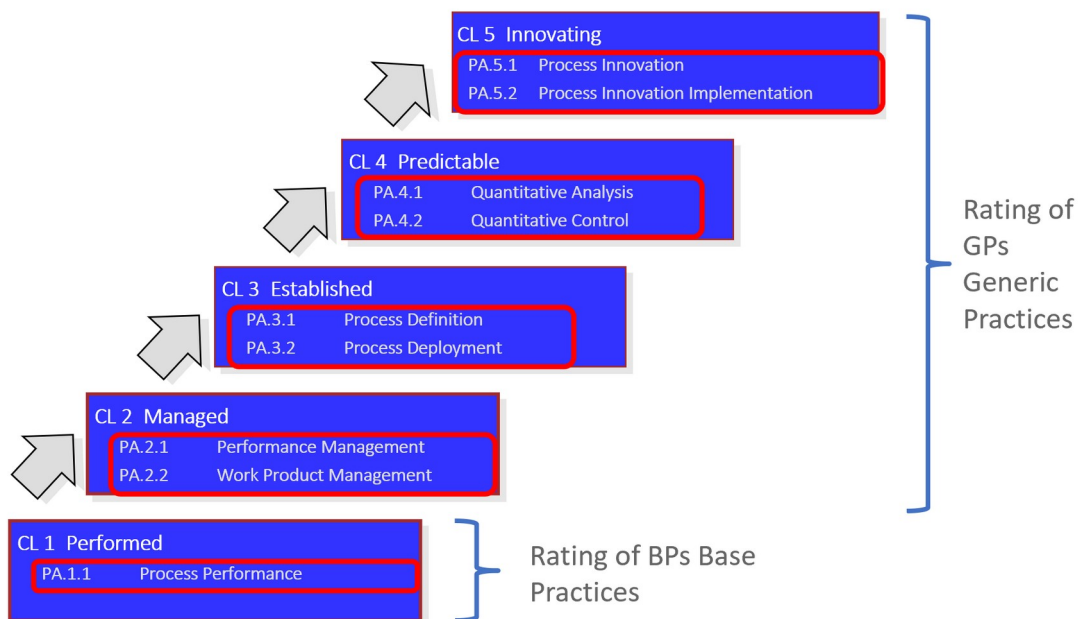 CL 5 Innovating
PA.5.1 Process Innovation
PA.5.2 Process Innovation Implementation
CL 4 Predictable
PA.4.1 Quantitative Analysis
PA.4.2 Quantitative Control
Rating of
GPs
Generic
Practices
CL 3 Established
PA.3.1 Process Definition
PA.3.2 Process Deployment
CL 2 Managed
PA.2.1 Performance Management
PA.2.2 Work Product Management
CL 1 Performed
PA.1.1 Process Performance
Rating of BPs Base
Practices